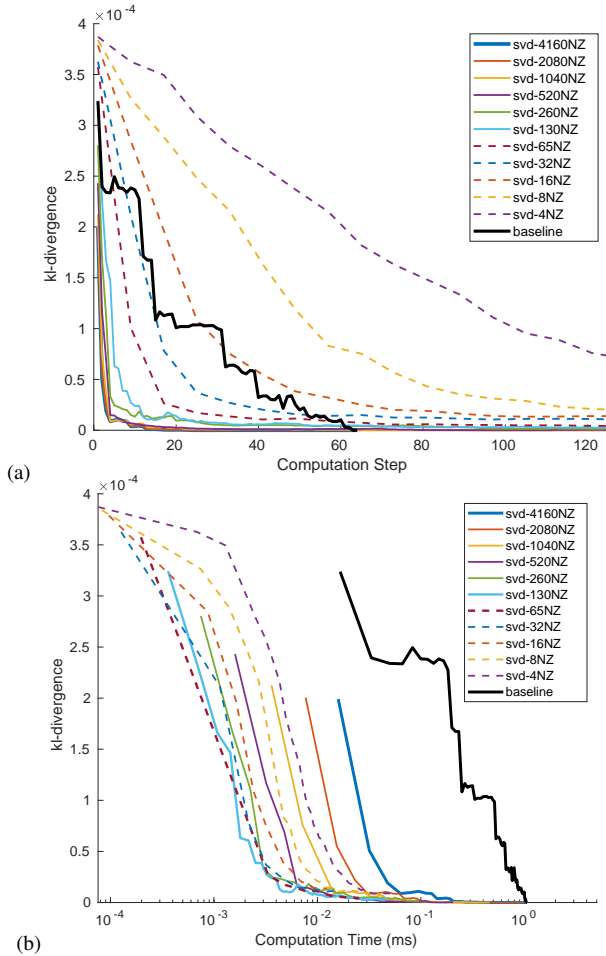 ×10⁻⁴
4
3.5
3
2.5
2
1.5
1
0.5
0
kl-divergence
0 20 40 60 80 100 120
Computation Step
svd-4160NZ
svd-2080NZ
svd-1040NZ
svd-520NZ
svd-260NZ
svd-130NZ
svd-65NZ
svd-32NZ
svd-16NZ
svd-8NZ
svd-4NZ
baseline
(a)
×10⁻⁴
4
3.5
3
2.5
2
1.5
1
0.5
0
kl-divergence
10⁻⁴ 10⁻³ 10⁻² 10⁻¹ 10⁰
Computation Time (ms)
svd-4160NZ
svd-2080NZ
svd-1040NZ
svd-520NZ
svd-260NZ
svd-130NZ
svd-65NZ
svd-32NZ
svd-16NZ
svd-8NZ
svd-4NZ
baseline
(b)